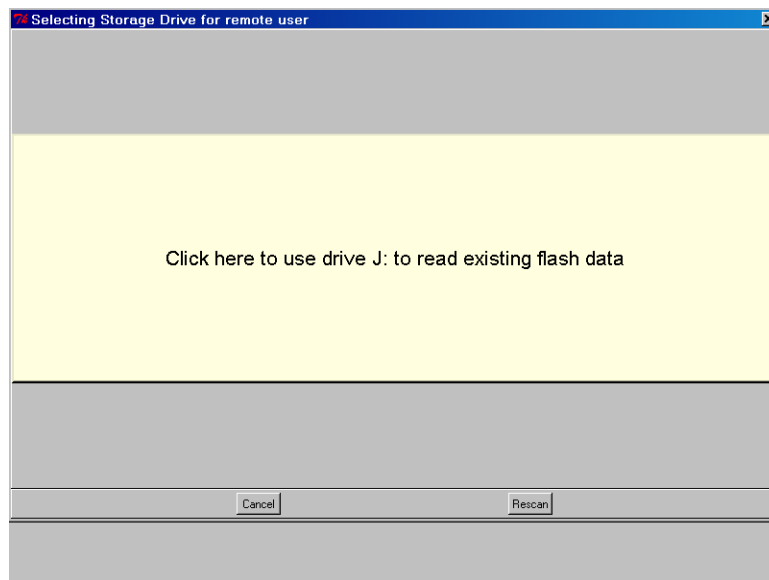 Selecting Storage Drive for remote user
Click here to use drive J: to read existing flash data
Cancel
Rescan